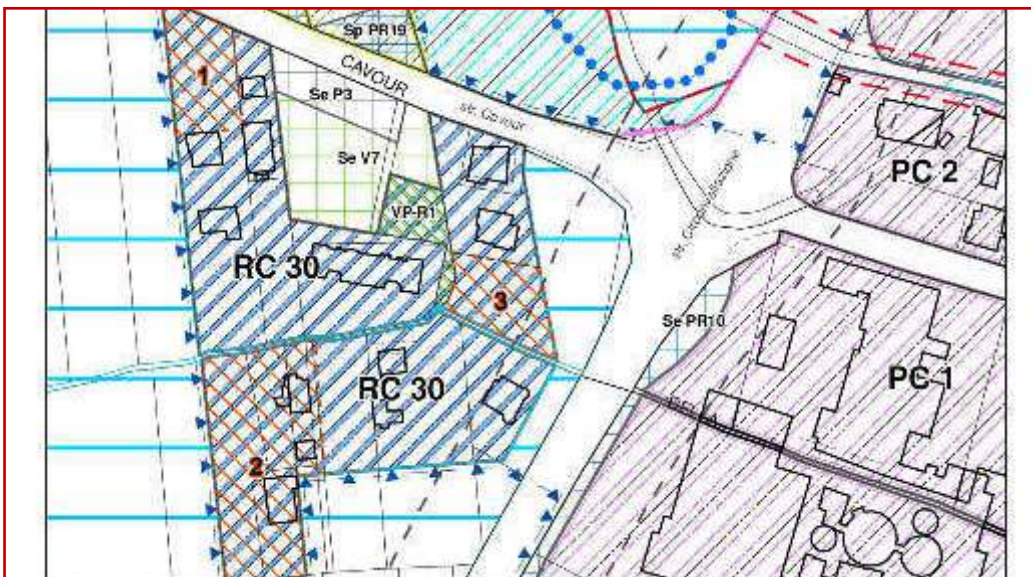 Sp PR19
1
CAVOUR
str. Cavour
Se P3
Se V7
PC 2
VP-R1
RC 30
3
Se PR10
RC 30
PC 1
2